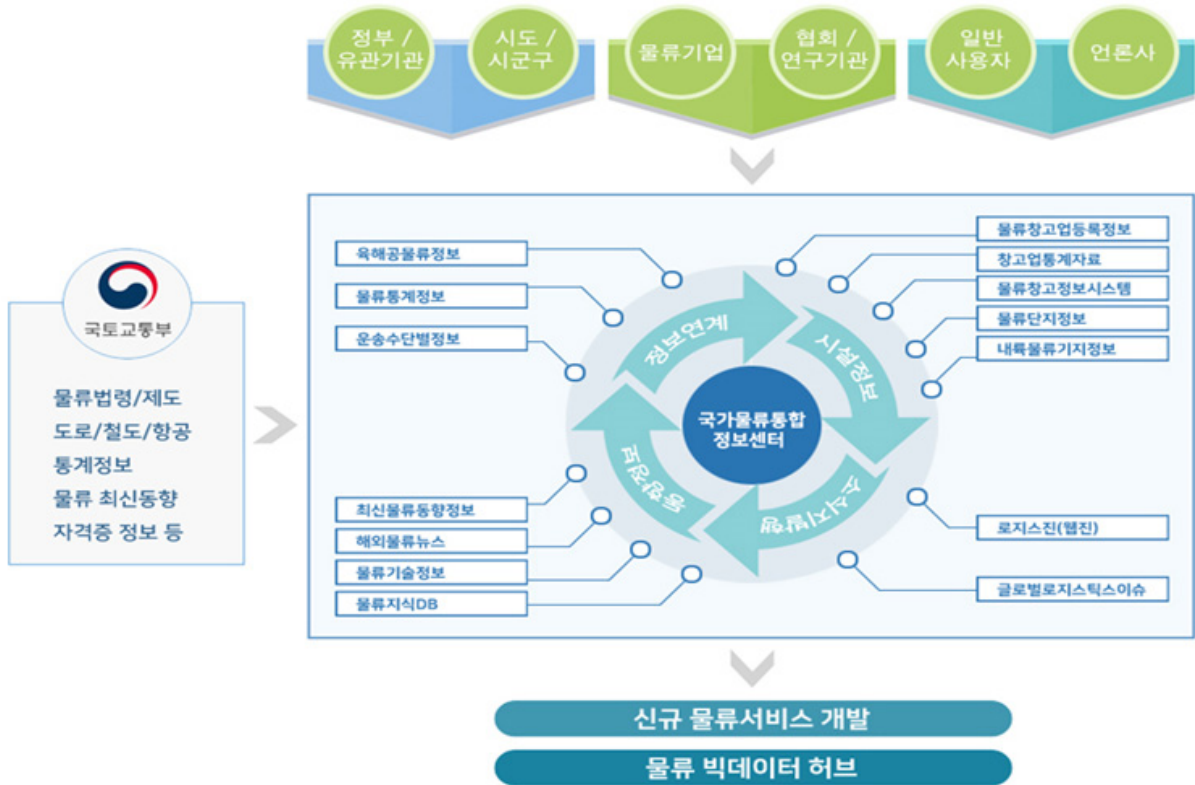 정부 /
유관기관
시도 /
시군구
물류기업
협회 /
연구기관
일반
사용자
언론사
국토교통부
물류법령/제도
도로/철도/항공
통계정보
물류 최신동향
자격증 정보 등
육해공물류정보
물류통계정보
운송수단별정보
최신물류동향정보
해외물류뉴스
물류기술정보
물류지식DB
정보연계
시설정보
소식지발행
동향정보
국가물류통합
정보센터
물류창고업등록정보
창고업통계자료
물류창고정보시스템
물류단지정보
내륙물류기지정보
로지스진(웹진)
글로벌로지스틱스이슈
신규 물류서비스 개발
물류 빅데이터 허브